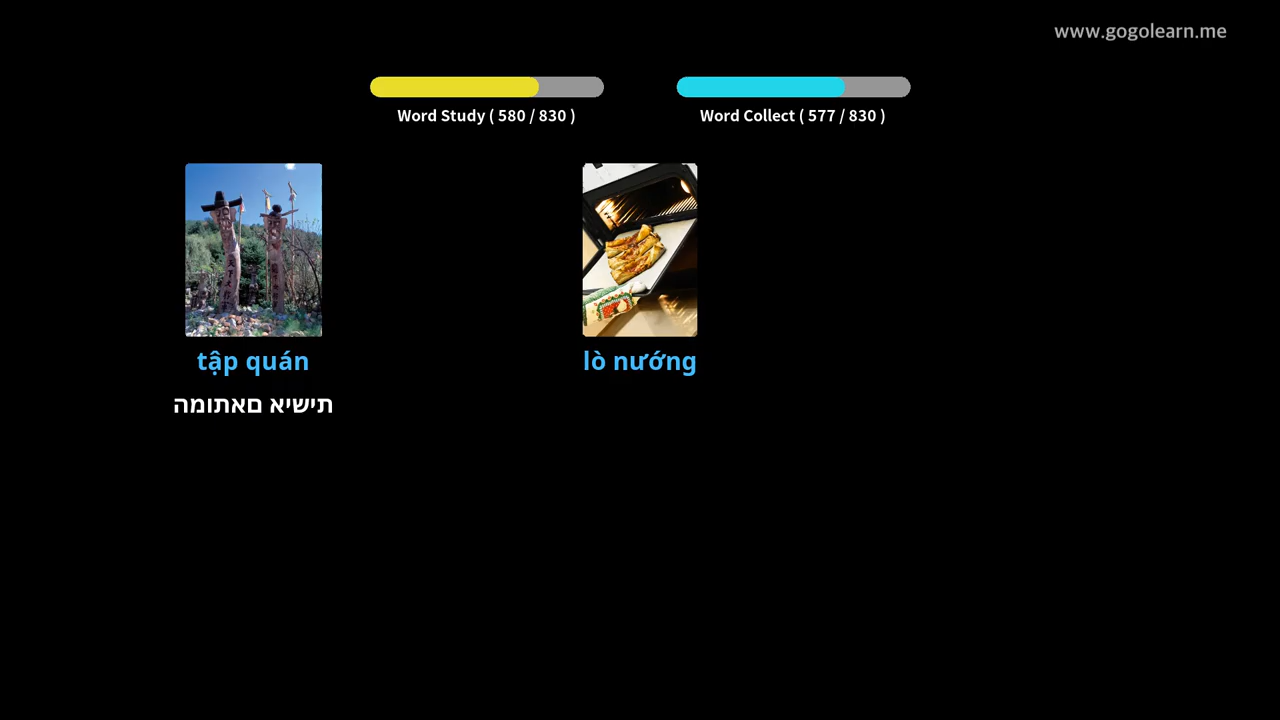 www.gogolearn.me
Word Study ( 580 / 830 )
Word Collect ( 577 / 830 )
tập quán
lò nướng
תישיא םאתומה